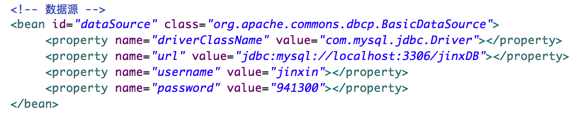 <!-- 数据源 -->
<bean id="dataSource" class="org.apache.commons.dbcp.BasicDataSource">
<property name="driverClassName" value="com.mysql.jdbc.Driver"></property>
<property name="url" value="jdbc:mysql://localhost:3306/jinxDB"></property>
<property name="username" value="jinxin"></property>
<property name="password" value="941300"></property>
</bean>